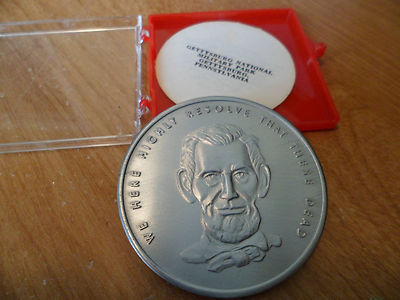 GETTYSBURG NATIONAL
MILITARY PARK
GETTYSBURG,
PENNSYLVANIA
WE HERE HIGHLY RESOLVE THAT THESE DEAD